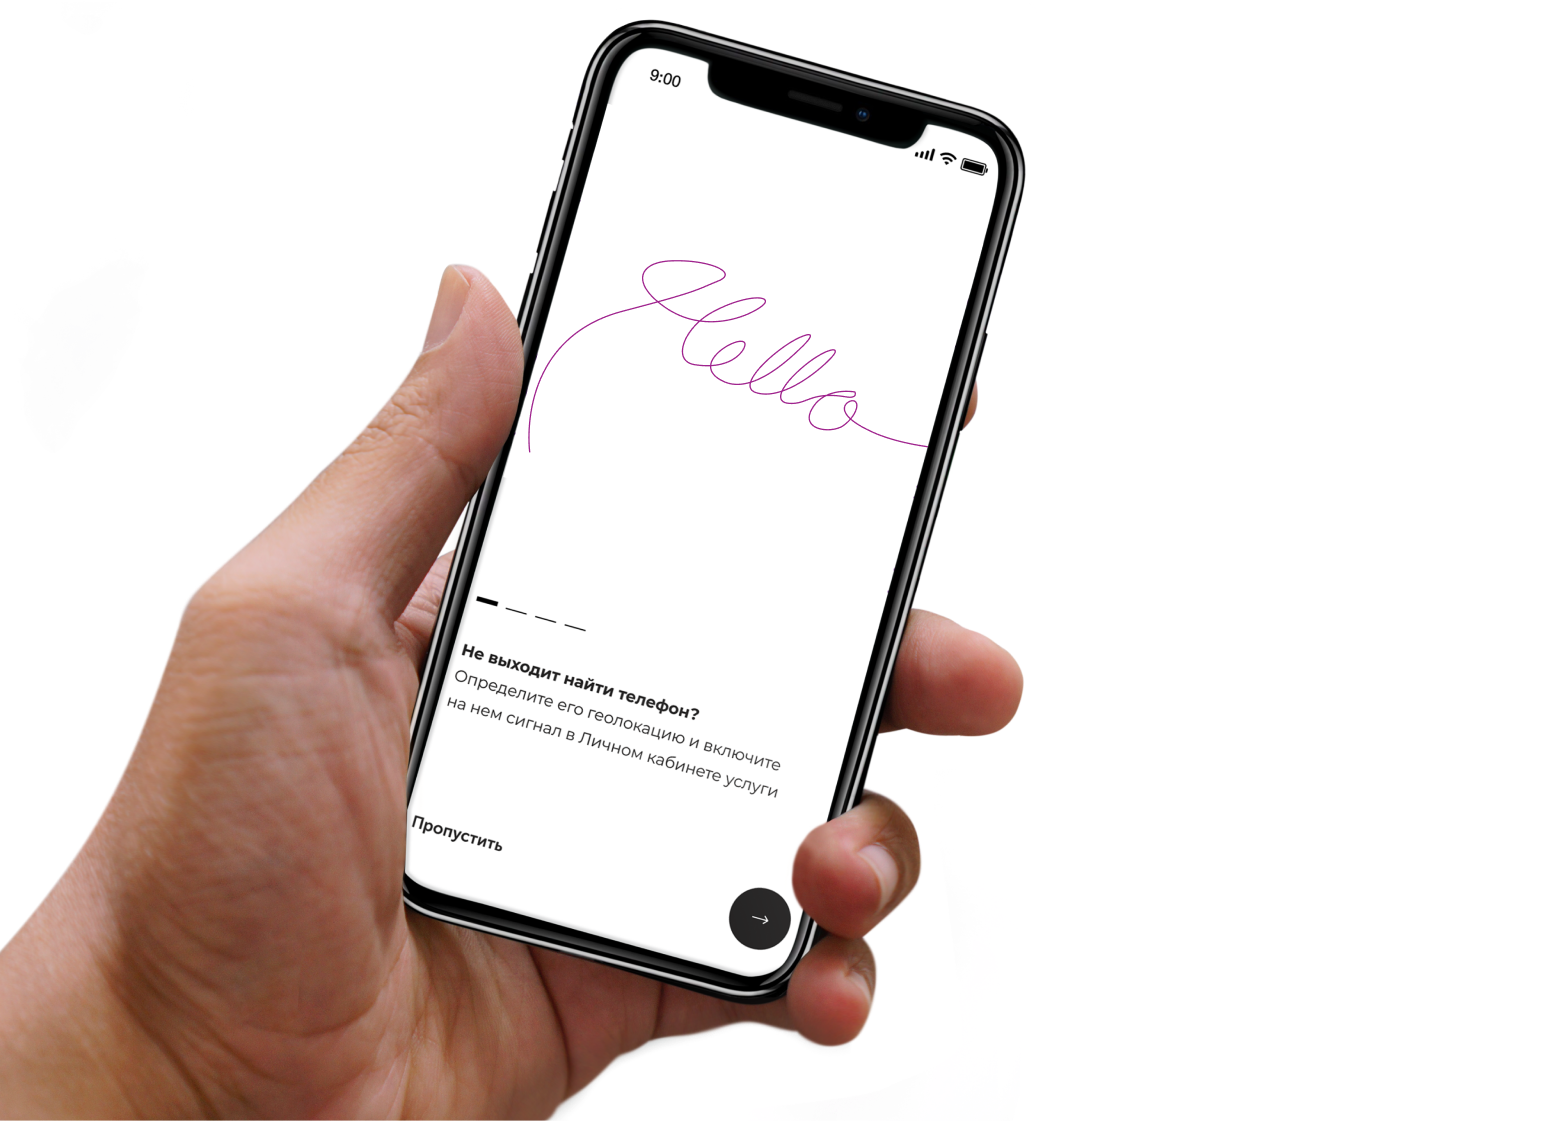 9:00
Hello
Не выходит найти телефон?
Определите его геолокацию и включите
на нем сигнал в Личном кабинете услуги
Пропустить